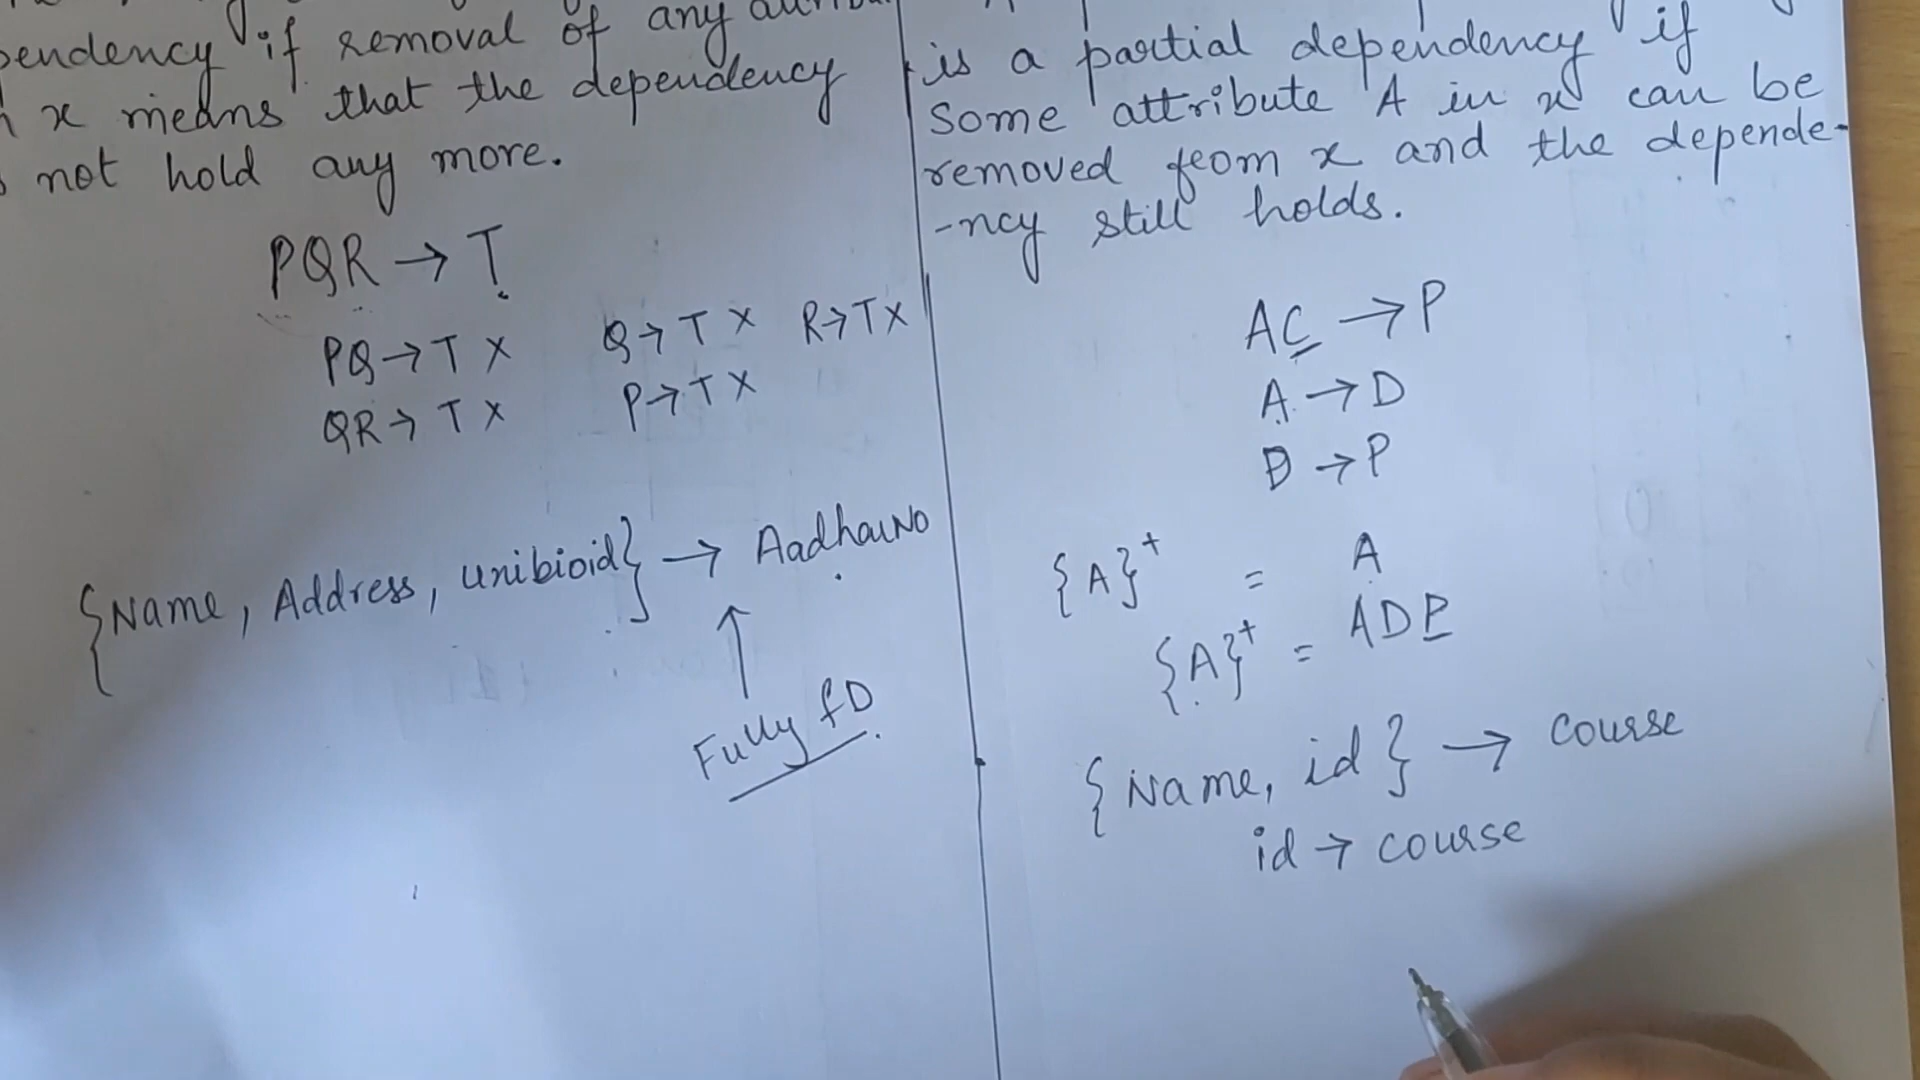 pendency if removal of any
x means that the dependency
not hold any more.
PQR → T
PQ → T X Q → T X R → T X
QR → T X P → T X
{Name, Address, unibioid} → AadharNo
Fully fD
is a partial dependency if
Some attribute A in x can be
removed from x and the depende-
-ncy still holds.
AC → P
A → D
D → P
{A}+ = A
{A}+ = ADP
{Name, id} → course
id → course